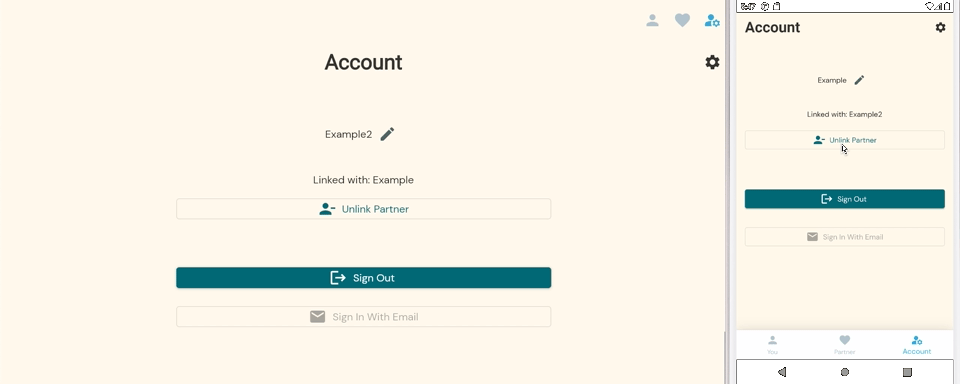 Account
Example2
Linked with: Example
Unlink Partner
Sign Out
Sign In With Email
Account
Example
Linked with: Example2
Unlink Partner
Sign Out
Sign In With Email
You
Partner
Account